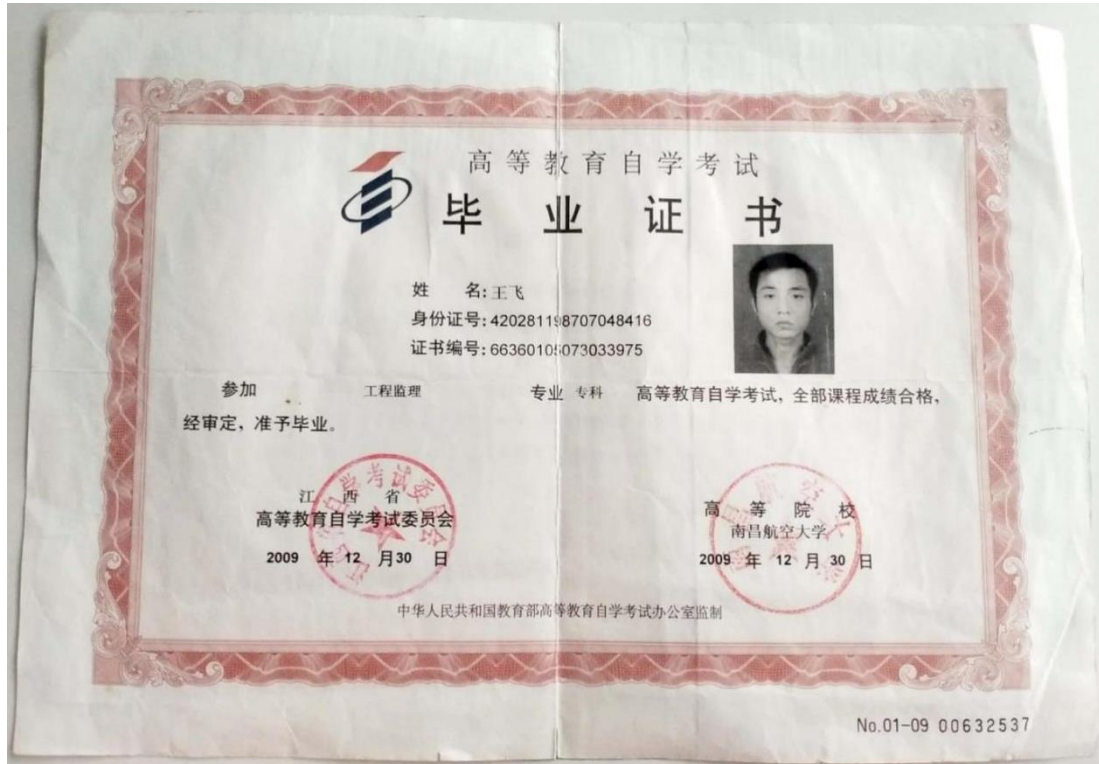 高等教育自学考试
毕业证书
姓 名:王飞
身份证号:420281198707048416
证书编号:66360105073033975
参加 工程监理 专业 专科 高等教育自学考试，全部课程成绩合格，
经审定，准予毕业。
江西省
高等教育自学考试委员会
2009 年 12 月30 日
高等院校
南昌航空大学
2009 年 12 月 30 日
中华人民共和国教育部高等教育自学考试办公室监制
No.01-09 00632537